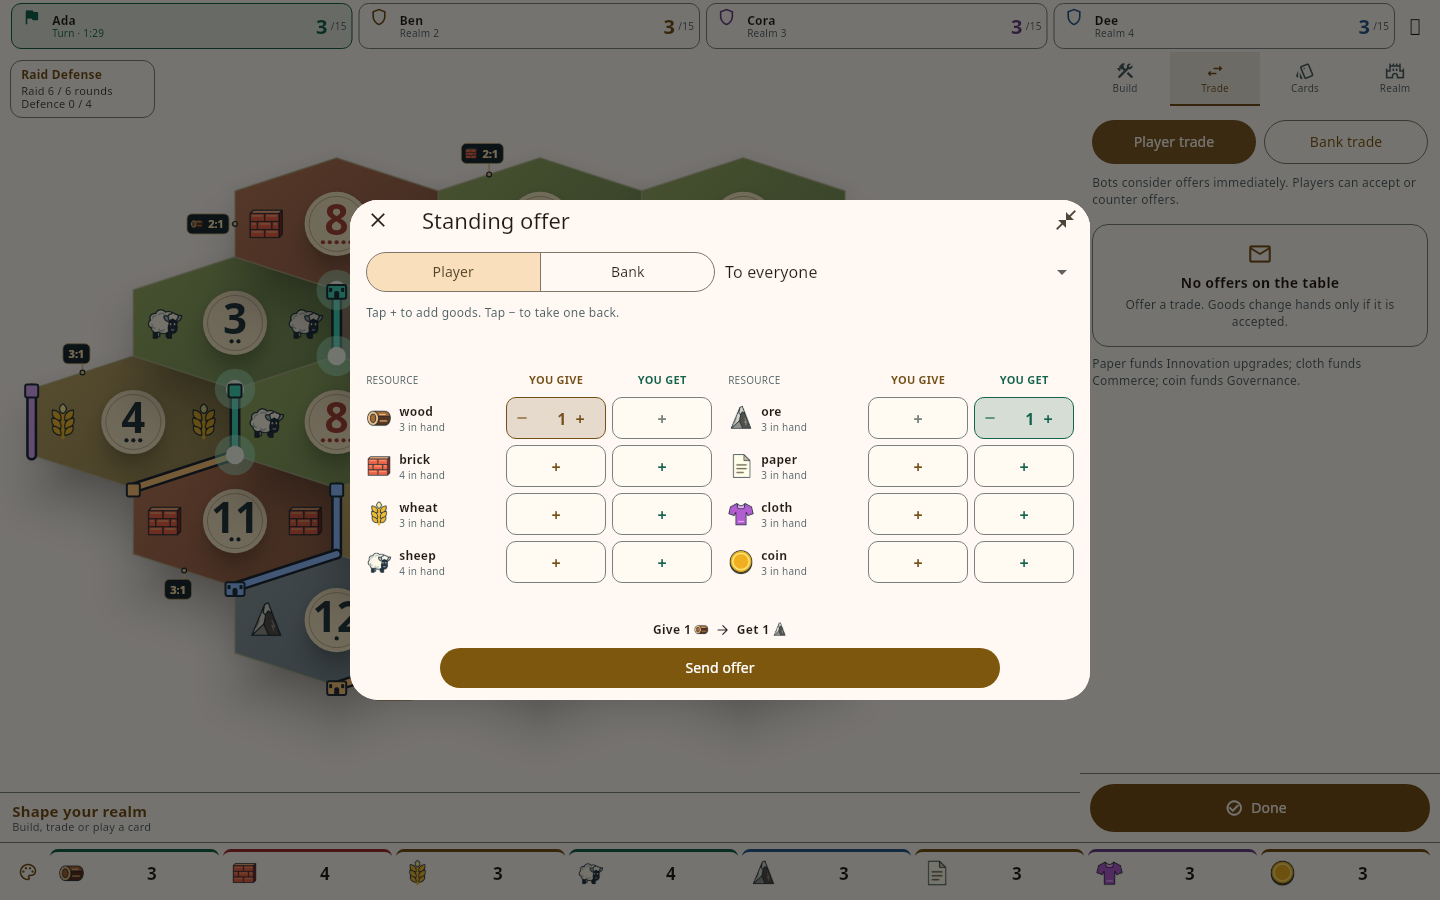 Ada
Turn · 1:29
3 /15
Ben
Realm 2
3 /15
Cora
Realm 3
3 /15
Dee
Realm 4
3 /15
Raid Defense
Raid 6 / 6 rounds
Defence 0 / 4
Build
Trade
Cards
Realm
Player trade
Bank trade
Bots consider offers immediately. Players can accept or
counter offers.
No offers on the table
Offer a trade. Goods change hands only if it is
accepted.
Paper funds Innovation upgrades; cloth funds
Commerce; coin funds Governance.
2:1
2:1
8
3
3:1
4
8
11
3:1
12
Standing offer
Player
Bank
To everyone
Tap + to add goods. Tap − to take one back.
RESOURCE
YOU GIVE
YOU GET
RESOURCE
YOU GIVE
YOU GET
wood
3 in hand
− 1 +
+
ore
3 in hand
+
− 1 +
brick
4 in hand
+
+
paper
3 in hand
+
+
wheat
3 in hand
+
+
cloth
3 in hand
+
+
sheep
4 in hand
+
+
coin
3 in hand
+
+
Give 1 → Get 1
Send offer
Shape your realm
Build, trade or play a card
Done
3
4
3
4
3
3
3
3